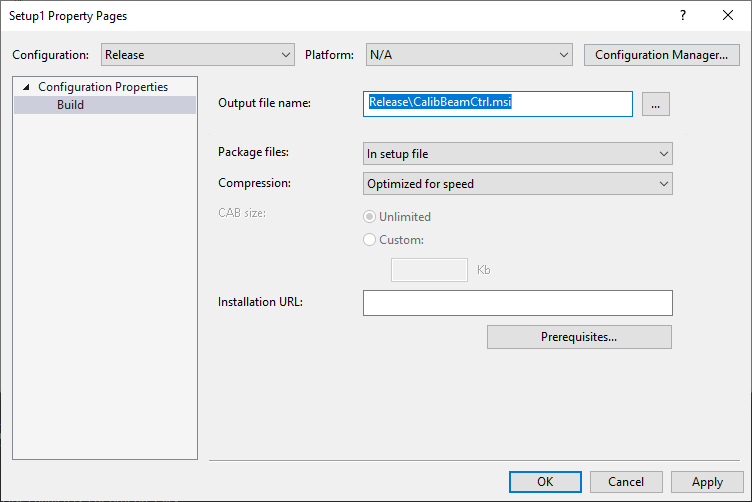 Setup1 Property Pages
Configuration: Release Platform: N/A Configuration Manager...
Configuration Properties
Build
Output file name: Release\CalibBeamCtrl.msi ...
Package files: In setup file
Compression: Optimized for speed
CAB size: Unlimited
Custom:
Kb
Installation URL:
Prerequisites...
OK Cancel Apply